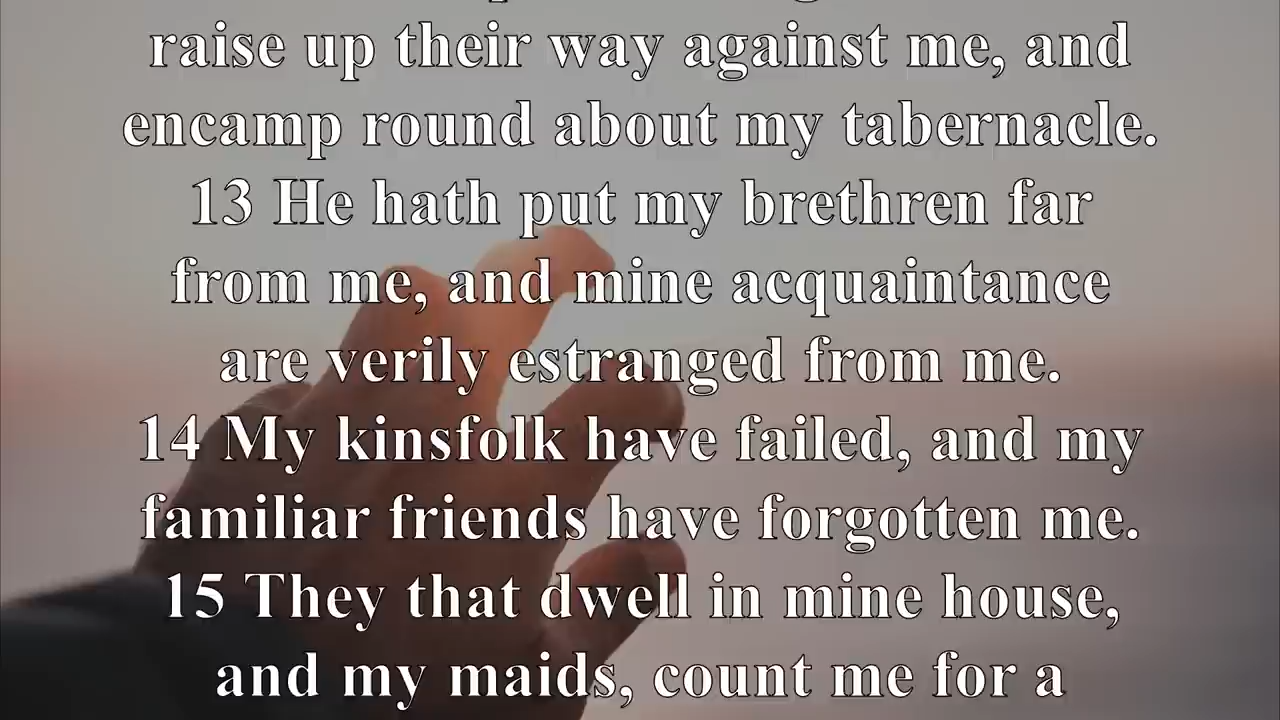 raise up their way against me, and
encamp round about my tabernacle.
13 He hath put my brethren far
from me, and mine acquaintance
are verily estranged from me.
14 My kinsfolk have failed, and my
familiar friends have forgotten me.
15 They that dwell in mine house,
and my maids, count me for a